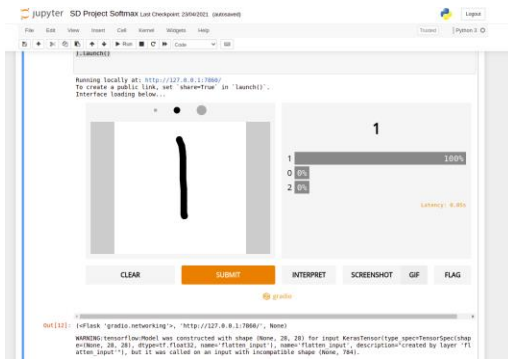 jupyter SD Project Softmax Last Checkpoint: 23/04/2021 (autosaved)
Logout
File Edit View Insert Cell Kernel Widgets Help
Trusted Python 3
Run Code
).launch()
Running locally at: http://127.0.0.1:7860/
To create a public link, set `share=True` in `launch()`.
Interface loading below...
1
1 100%
0 0%
2 0%
Latency: 0.05s
CLEAR SUBMIT INTERPRET SCREENSHOT GIF FLAG
gradio
Out[12]: (<Flask 'gradio.networking'>, 'http://127.0.0.1:7860/', None)
WARNING:tensorflow:Model was constructed with shape (None, 28, 28) for input KerasTensor(type_spec=TensorSpec(shap
e=(None, 28, 28), dtype=tf.float32, name='flatten_input'), name='flatten_input', description="created by layer 'fl
atten_input'"), but it was called on an input with incompatible shape (None, 784).